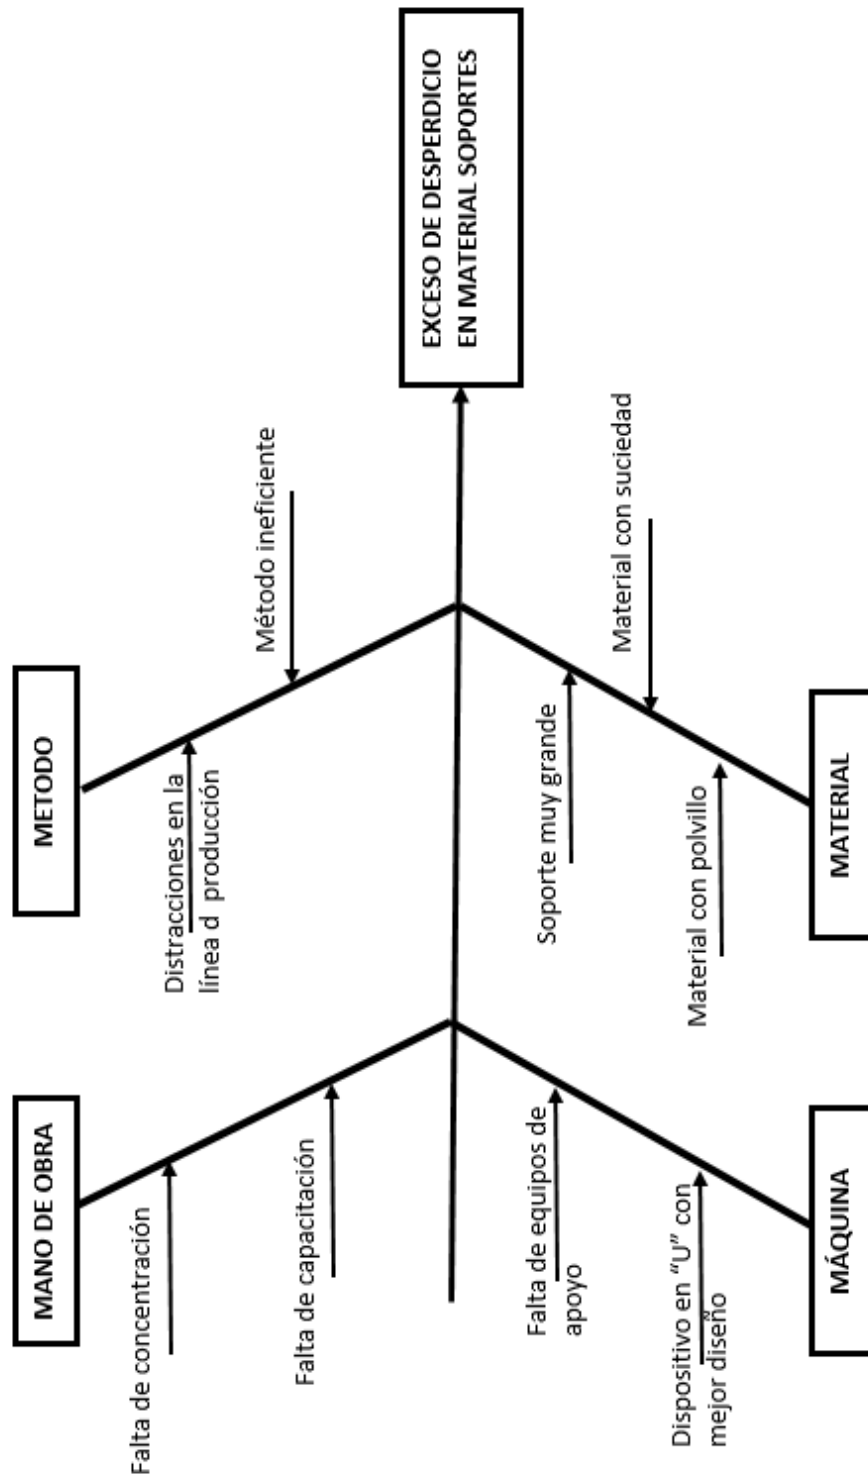 MANO DE OBRA
METODO
Falta de concentración
Distracciones en la
línea d  producción
Falta de capacitación
Método ineficiente
EXCESO DE DESPERDICIO
EN MATERIAL SOPORTES
Falta de equipos de
apoyo
Soporte muy grande
Material con suciedad
Dispositivo en “U” con
mejor diseño
Material con polvillo
MÁQUINA
MATERIAL